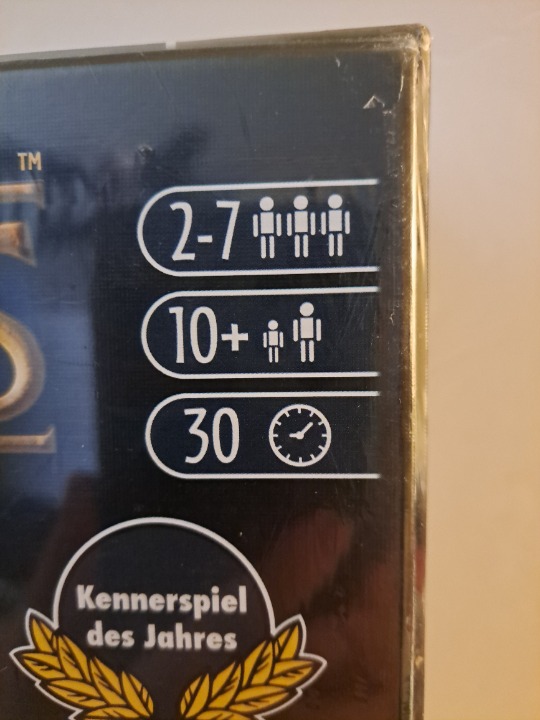 ™
2-7
10+
30
Kennerspiel
des Jahres